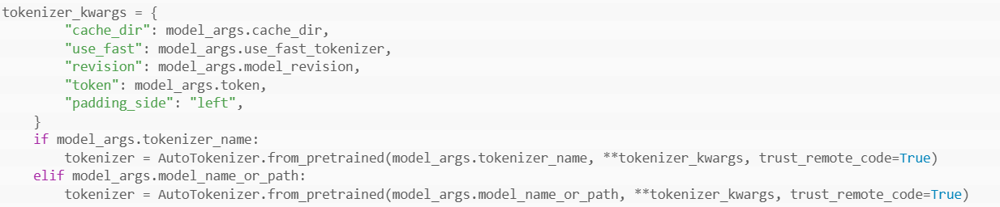 tokenizer_kwargs = {
        "cache_dir": model_args.cache_dir,
        "use_fast": model_args.use_fast_tokenizer,
        "revision": model_args.model_revision,
        "token": model_args.token,
        "padding_side": "left",
    }
    if model_args.tokenizer_name:
        tokenizer = AutoTokenizer.from_pretrained(model_args.tokenizer_name, **tokenizer_kwargs, trust_remote_code=True)
    elif model_args.model_name_or_path:
        tokenizer = AutoTokenizer.from_pretrained(model_args.model_name_or_path, **tokenizer_kwargs, trust_remote_code=True)